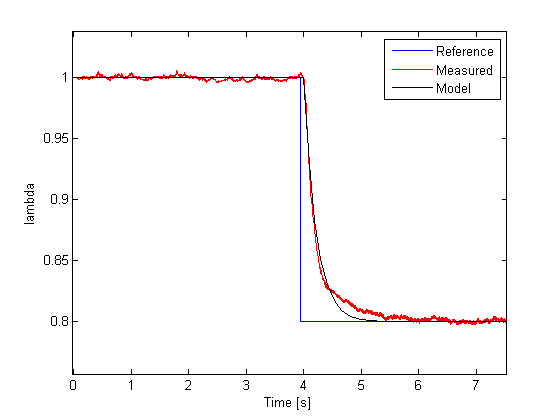 Reference
Measured
Model
1
0.95
0.9
0.85
0.8
lambda
0 1 2 3 4 5 6 7
Time [s]